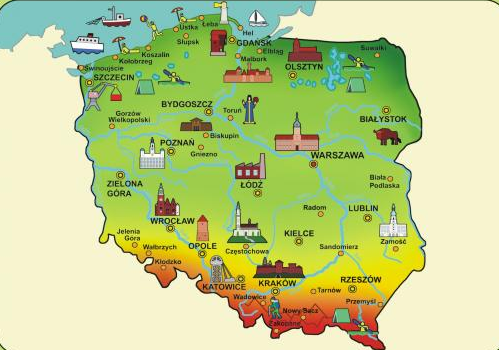 Ustka
Łeba
Hel
Słupsk
GDAŃSK
Elbląg
Koszalin
Kołobrzeg
Malbork
Suwałki
Świnoujście
OLSZTYN
SZCZECIN
BYDGOSZCZ
Toruń
Gorzów
Wielkopolski
BIAŁYSTOK
Biskupin
POZNAŃ
Gniezno
WARSZAWA
ZIELONA
GÓRA
ŁÓDŹ
Biała
Podlaska
Radom
LUBLIN
WROCŁAW
Jelenia
Góra
Wałbrzych
OPOLE
KIELCE
Częstochowa
Sandomierz
Zamość
Kłodzko
KATOWICE
KRAKÓW
RZESZÓW
Tarnów
Wadowice
Przemyśl
Nowy Sącz
Zakopane